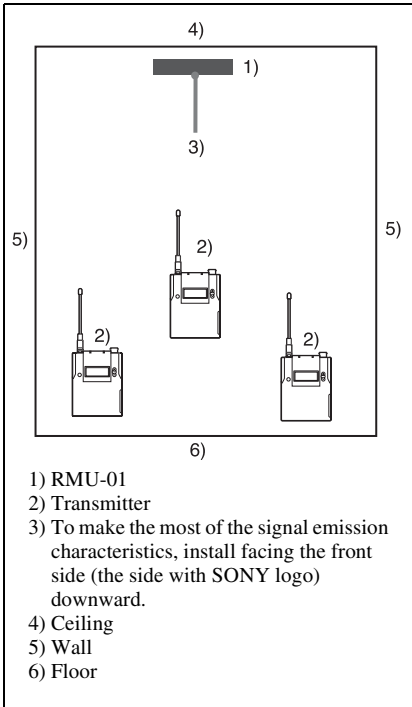 4)
1)
3)
5)
5)
2)
2)
2)
6)
1) RMU-01
2) Transmitter
3) To make the most of the signal emission
characteristics, install facing the front
side (the side with SONY logo)
downward.
4) Ceiling
5) Wall
6) Floor